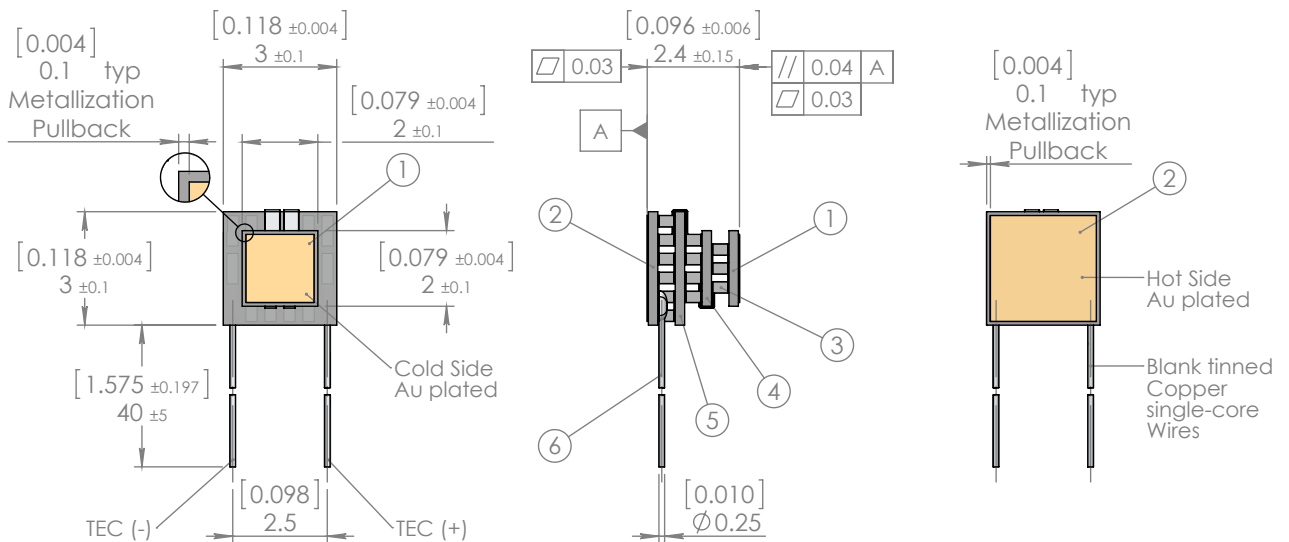 [0.004]
0.1 typ
Metallization
Pullback
[0.118 ±0.004]
3 ±0.1
[0.079 ±0.004]
2 ±0.1
1
[0.118 ±0.004]
3 ±0.1
[0.079 ±0.004]
2 ±0.1
Cold Side
Au plated
[1.575 ±0.197]
40 ±5
[0.098]
2.5
TEC (-)
TEC (+)
[0.096 ±0.006]
2.4 ±0.15
0.03
// 0.04 A
0.03
A
2
1
3
4
5
6
[0.010]
Ø0.25
[0.004]
0.1 typ
Metallization
Pullback
2
Hot Side
Au plated
Blank tinned
Copper
single-core
Wires